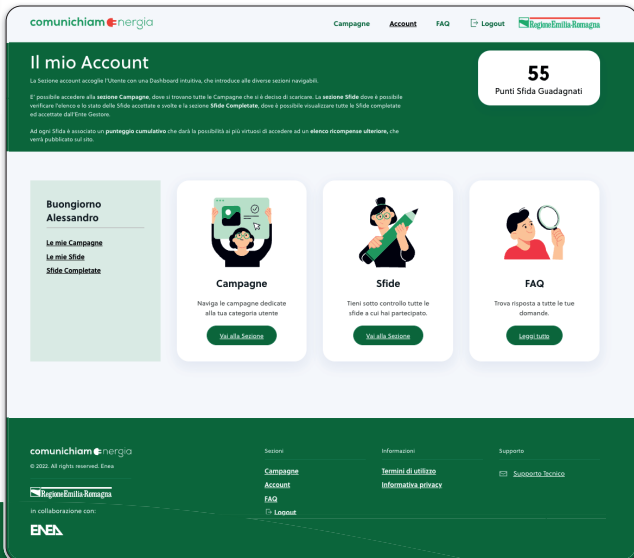 comunichiam nergia
Campagne Account FAQ Logout RegioneEmilia-Romagna
Il mio Account
La Sezione account accoglie l'Utente con una Dashboard intuitiva, che introduce alle diverse sezioni navigabili.
E' possibile accedere alla sezione Campagne, dove si trovano tutte le Campagne che si è deciso di scaricare. La sezione Sfide dove è possibile
verificare l'elenco e lo stato delle Sfide accettate e svolte e la sezione Sfide Completate, dove è possibile visualizzare tutte le Sfide completate
ed accettate dall'Ente Gestore.
Ad ogni Sfida è associato un punteggio cumulativo che darà la possibilità ai più virtuosi di accedere ad un elenco ricompense ulteriore, che
verrà pubblicato sul sito.
55
Punti Sfida Guadagnati
Buongiorno
Alessandro
Le mie Campagne
Le mie Sfide
Sfide Completate
Campagne
Naviga le campagne dedicate
alla tua categoria utente
Vai alla Sezione
Sfide
Tieni sotto controllo tutte le
sfide a cui hai partecipato.
Vai alla Sezione
FAQ
Trova risposta a tatte le tue
domande.
Leggi tutto
comunichiam nergia
© 2022. All rights reserved. Enea
RegioneEmilia-Romagna
in collaborazione con:
ENEA
Sezioni
Campagne
Account
FAQ
Logout
Informazioni
Termini di utilizzo
Informativa privacy
Supporto
Supporto Tecnico